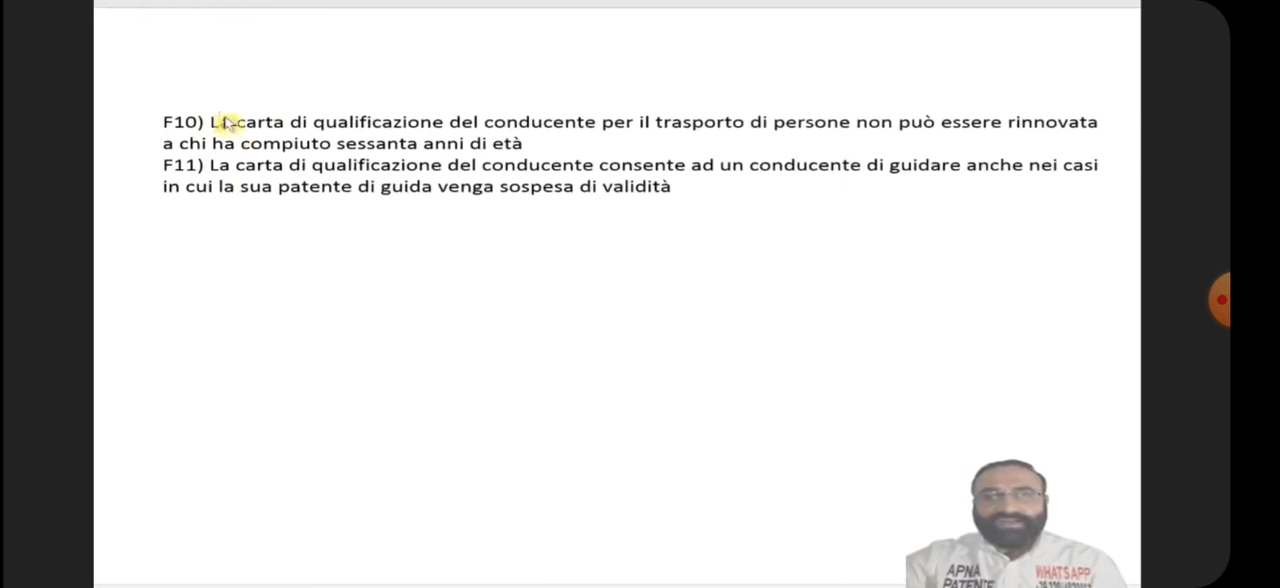 F10) La carta di qualificazione del conducente per il trasporto di persone non può essere rinnovata
a chi ha compiuto sessanta anni di età
F11) La carta di qualificazione del conducente consente ad un conducente di guidare anche nei casi
in cui la sua patente di guida venga sospesa di validità
APNA
PATENTE
WHATSAPP